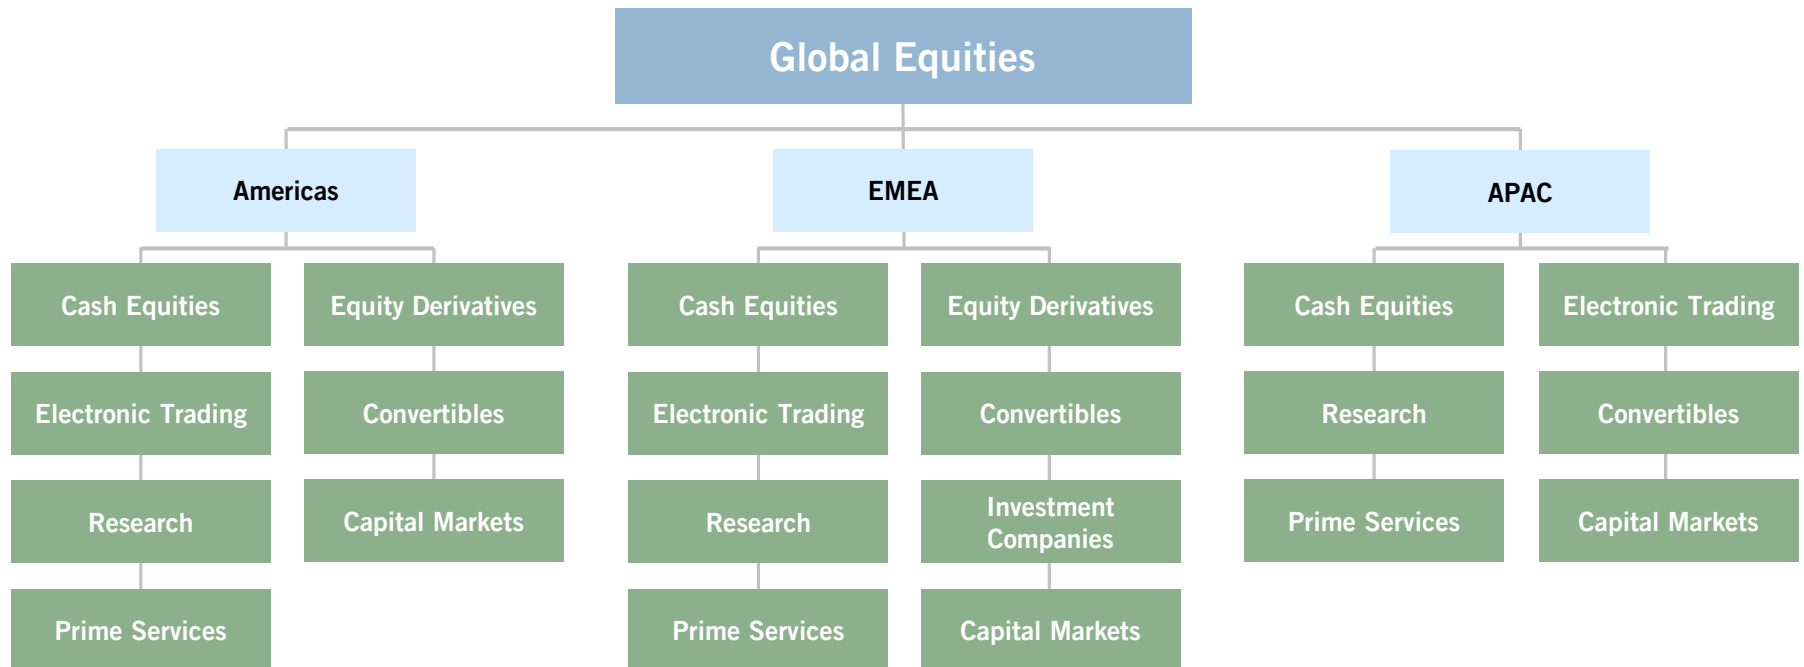 Global Equities
Americas
EMEA
APAC
Cash Equities
Equity Derivatives
Cash Equities
Equity Derivatives
Cash Equities
Electronic Trading
Electronic Trading
Convertibles
Electronic Trading
Convertibles
Research
Convertibles
Research
Capital Markets
Research
Investment
Companies
Prime Services
Capital Markets
Prime Services
Prime Services
Capital Markets